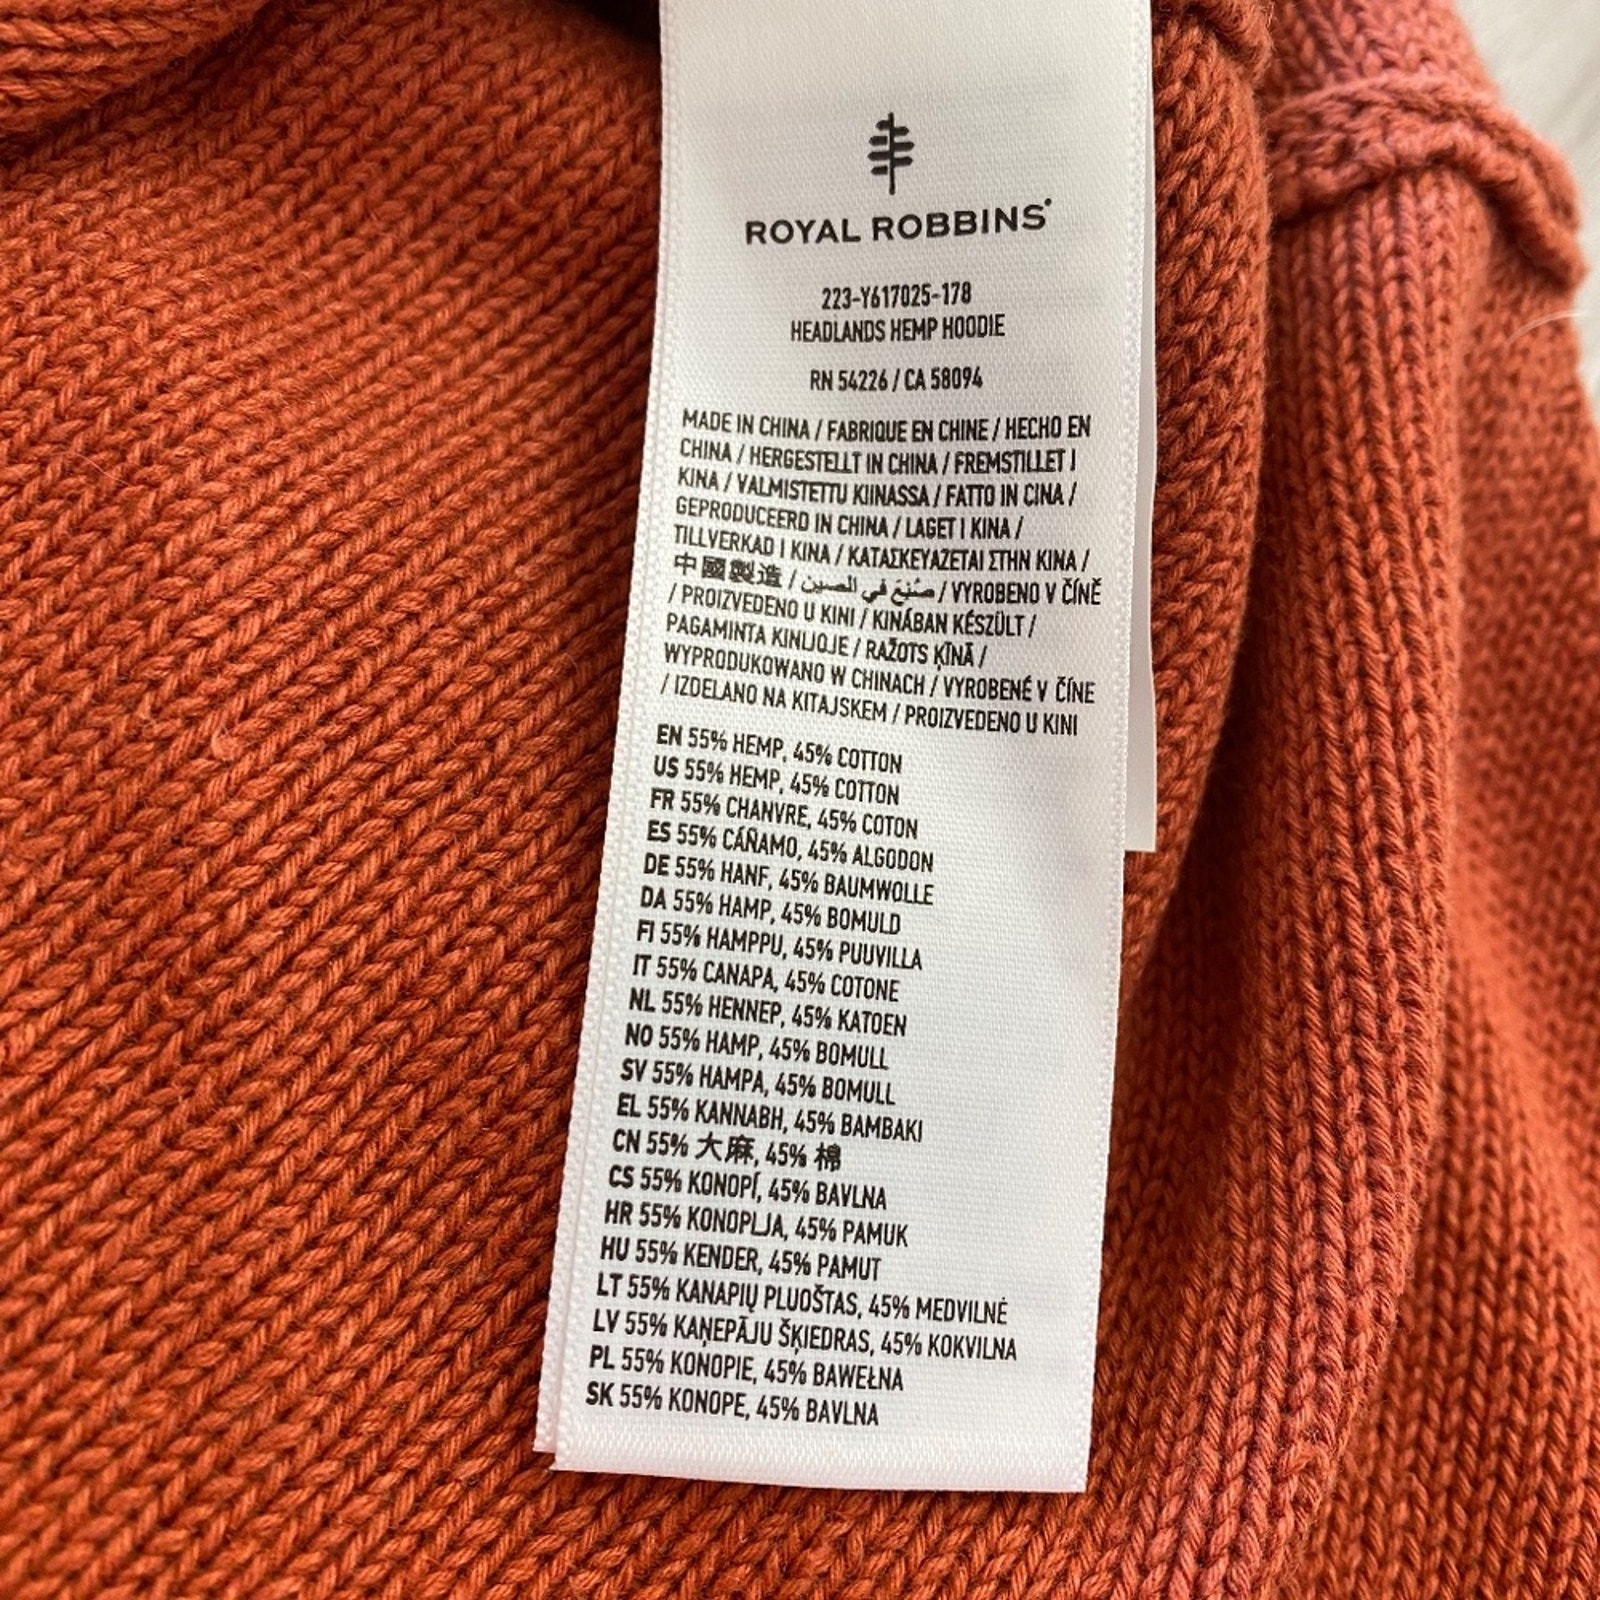 ROYAL ROBBINS
223-Y617025-178
HEADLANDS HEMP HOODIE
RN 54226 / CA 58094
MADE IN CHINA / FABRIQUE EN CHINE / HECHO EN
CHINA / HERGESTELLT IN CHINA / FREMSTILLET I
KINA / VALMISTETTU KIINASSA / FATTO IN CINA /
GEPRODUCEERD IN CHINA / LAGET I KINA /
TILLVERKAD I KINA / ΚΑΤΑΣΚΕΥΑΖΕΤΑΙ ΣΤΗΝ ΚΙΝΑ /
中國製造 / صُنِعَ في الصين / VYROBENO V ČÍNĚ
/ PROIZVEDENO U KINI / KINÁBAN KÉSZÜLT /
PAGAMINTA KINIJOJE / RAŽOTS ĶĪNĀ /
WYPRODUKOWANO W CHINACH / VYROBENÉ V ČÍNE
/ IZDELANO NA KITAJSKEM / PROIZVEDENO U KINI
EN 55% HEMP, 45% COTTON
US 55% HEMP, 45% COTTON
FR 55% CHANVRE, 45% COTON
ES 55% CÁÑAMO, 45% ALGODON
DE 55% HANF, 45% BAUMWOLLE
DA 55% HAMP, 45% BOMULD
FI 55% HAMPPU, 45% PUUVILLA
IT 55% CANAPA, 45% COTONE
NL 55% HENNEP, 45% KATOEN
NO 55% HAMP, 45% BOMULL
SV 55% HAMPA, 45% BOMULL
EL 55% ΚΑΝΝΑΒΗ, 45% ΒΑΜΒΑΚΙ
CN 55% 大麻, 45% 棉
CS 55% KONOPÍ, 45% BAVLNA
HR 55% KONOPLJA, 45% PAMUK
HU 55% KENDER, 45% PAMUT
LT 55% KANAPIŲ PLUOŠTAS, 45% MEDVILNĖ
LV 55% KAŅEPĀJU ŠĶIEDRAS, 45% KOKVILNA
PL 55% KONOPIE, 45% BAWEŁNA
SK 55% KONOPE, 45% BAVLNA